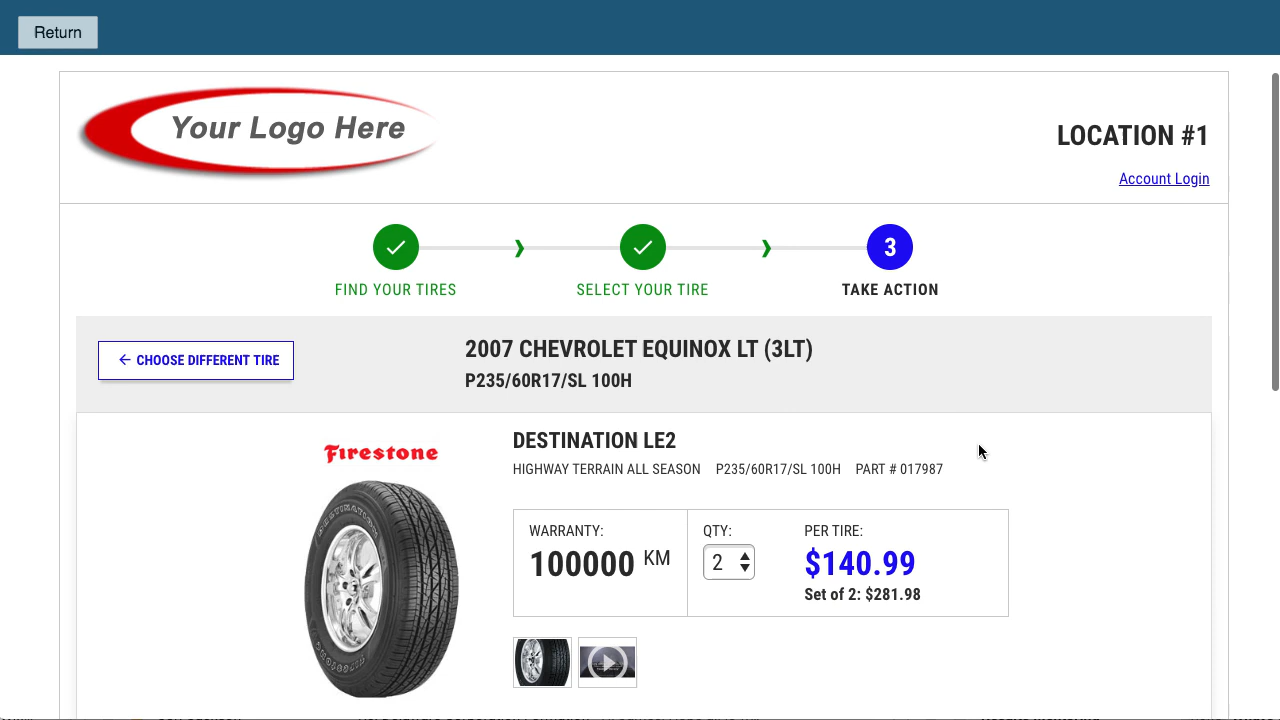 Return
Your Logo Here
LOCATION #1
Account Login
3
FIND YOUR TIRES
SELECT YOUR TIRE
TAKE ACTION
← CHOOSE DIFFERENT TIRE
2007 CHEVROLET EQUINOX LT (3LT)
P235/60R17/SL 100H
Firestone
DESTINATION LE2
HIGHWAY TERRAIN ALL SEASON P235/60R17/SL 100H PART # 017987
DESTINATION
FIRESTONE
WARRANTY:
100000 KM
QTY:
2
PER TIRE:
$140.99
Set of 2: $281.98